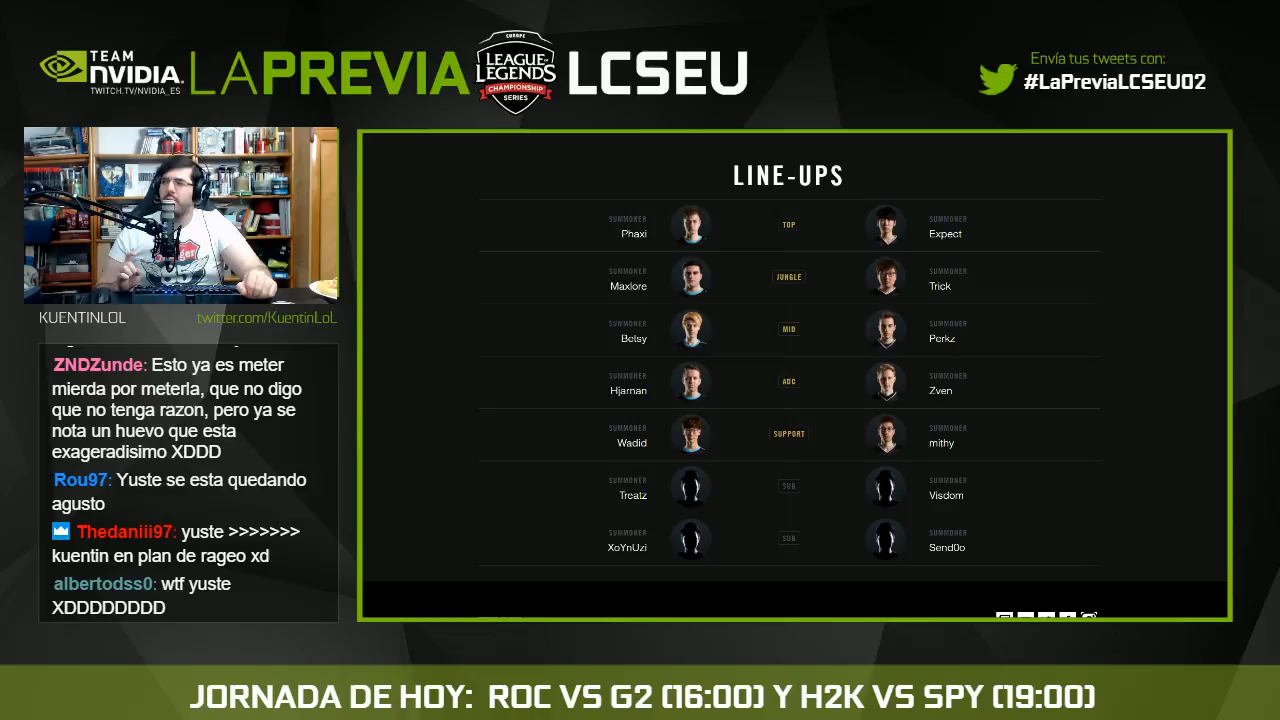 TEAM
NVIDIA.
TWITCH.TV/NVIDIA_ES
LAPREVIA
EUROPE
LEAGUE OF
LEGENDS
CHAMPIONSHIP
SERIES
LCSEU
Envía tus tweets con:
#LaPreviaLCSEU02
KUENTINLOL
twitter.com/KuentinLoL
ZNDZunde: Esto ya es meter
mierda por meterla, que no digo
que no tenga razon, pero ya se
nota un huevo que esta
exageradisimo XDDD
Rou97: Yuste se esta quedando
agusto
Thedaniii97: yuste >>>>>>>
kuentin en plan de rageo xd
albertodss0: wtf yuste
XDDDDDDDD
LINE-UPS
SUMMONER
Phaxi
TOP
SUMMONER
Expect
SUMMONER
Maxlore
JUNGLE
SUMMONER
Trick
SUMMONER
Betsy
MID
SUMMONER
Perkz
SUMMONER
Hjarnan
ADC
SUMMONER
Zven
SUMMONER
Wadid
SUPPORT
SUMMONER
mithy
SUMMONER
Treatz
SUB
SUMMONER
Visdom
SUMMONER
XoYnUzi
SUB
SUMMONER
Send0o
JORNADA DE HOY: ROC VS G2 (16:00) Y H2K VS SPY (19:00)